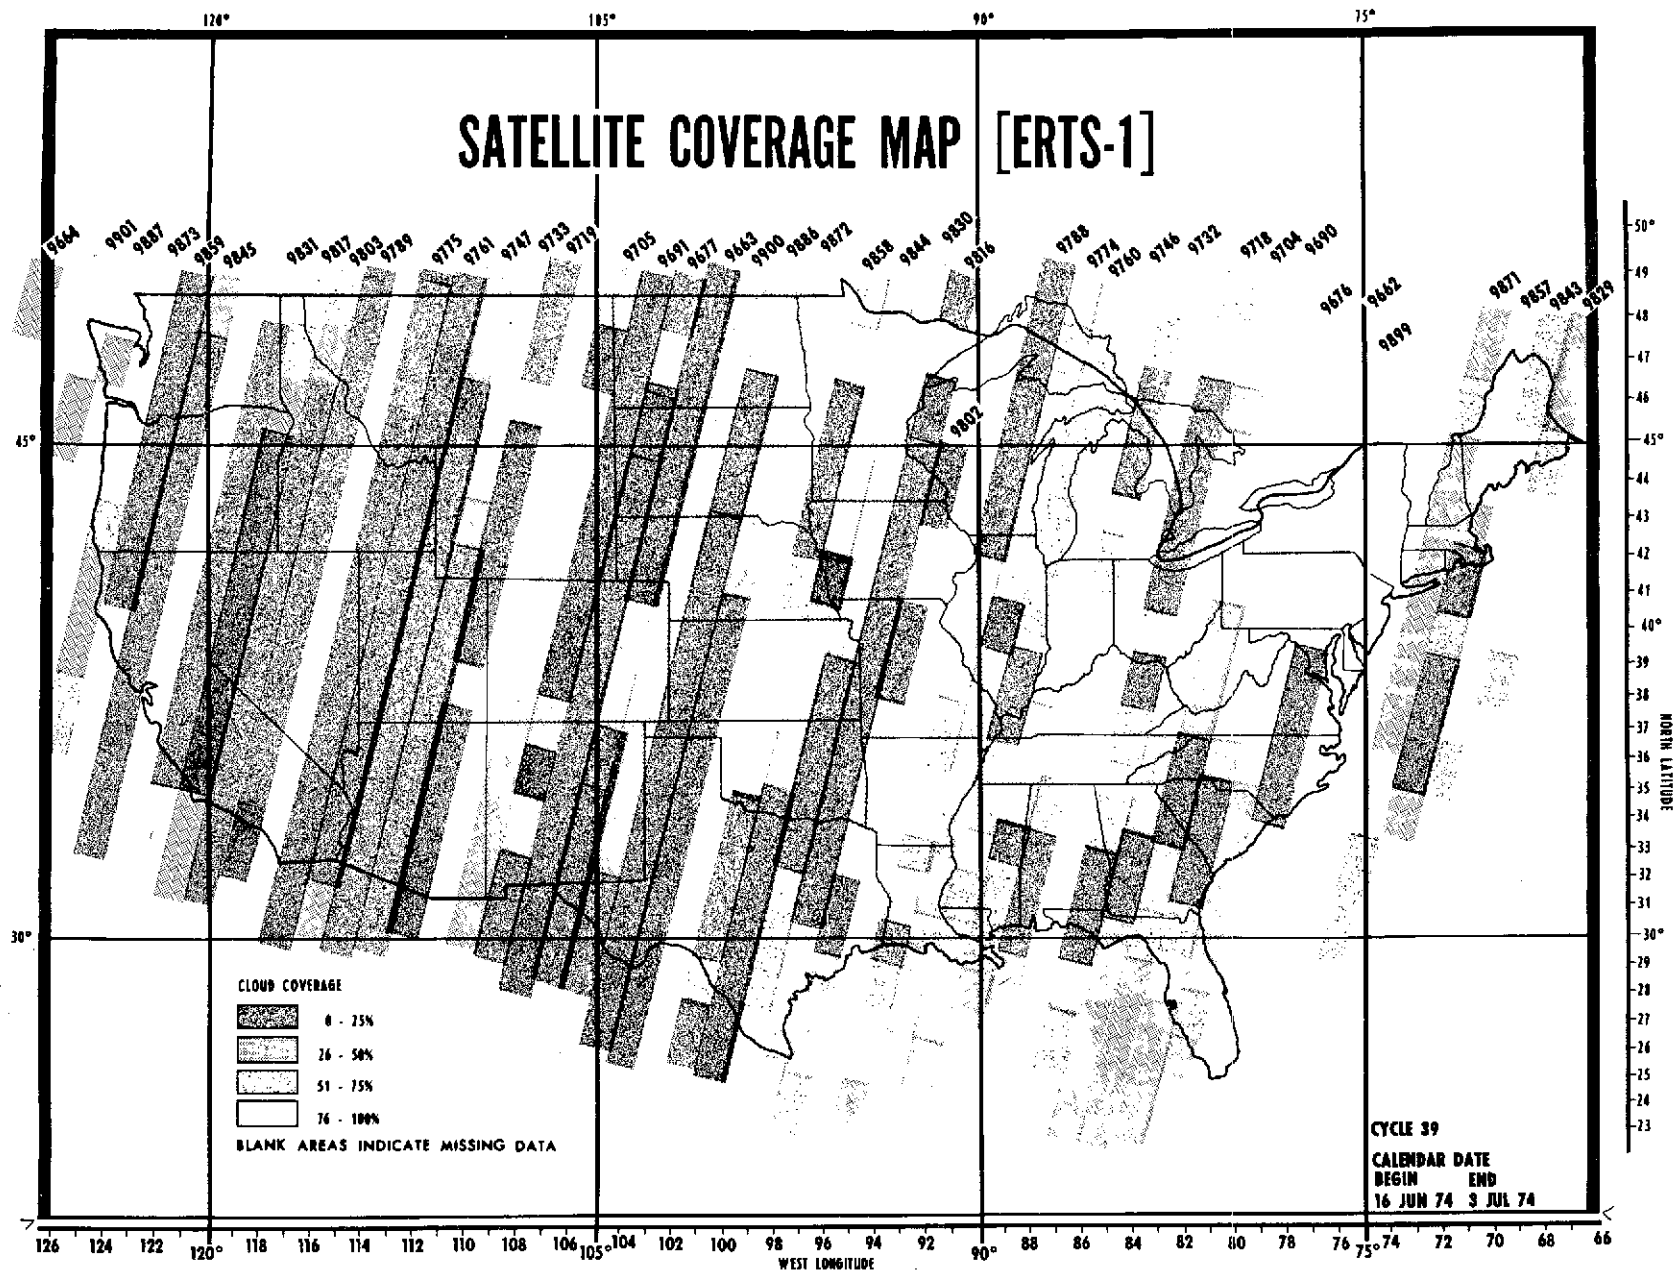 120° 105° 90° 75°
SATELLITE COVERAGE MAP [ERTS-1]
9664 9901 9887 9873 9859 9845 9831 9817 9803 9789 9775 9761 9747 9733 9719 9705 9691 9677 9663 9900 9886 9872 9858 9844 9830 9816 9788 9774 9760 9746 9732 9718 9704 9690
9676 9662 9899 9871 9857 9843 9829
9802
45°
30°
50°
49
48
47
46
45°
44
43
42
41
40°
39
38
37
36
35
34
33
32
31
30°
29
28
27
26
25
24
23
NORTH LATITUDE
CLOUD COVERAGE
0 - 25%
26 - 50%
51 - 75%
76 - 100%
BLANK AREAS INDICATE MISSING DATA
CYCLE 39
CALENDAR DATE
BEGIN END
16 JUN 74 3 JUL 74
126 124 122 120° 118 116 114 112 110 108 106 105° 104 102 100 98 96 94 92 90° 88 86 84 82 80 78 75° 74 72 70 68 66
WEST LONGITUDE